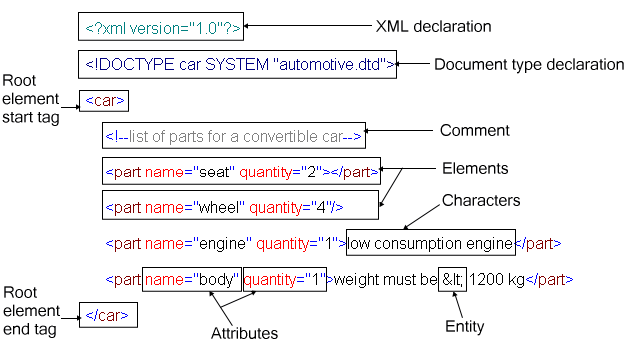 <?xml version="1.0"?>
XML declaration
<!DOCTYPE car SYSTEM "automotive.dtd">
Document type declaration
Root
element
start tag
<car>
<!--list of parts for a convertible car-->
Comment
<part name="seat" quantity="2"></part>
Elements
<part name="wheel" quantity="4"/>
Characters
<part name="engine" quantity="1">low consumption engine</part>
<part name="body" quantity="1">weight must be &lt; 1200 kg</part>
Root
element
end tag
</car>
Attributes
Entity